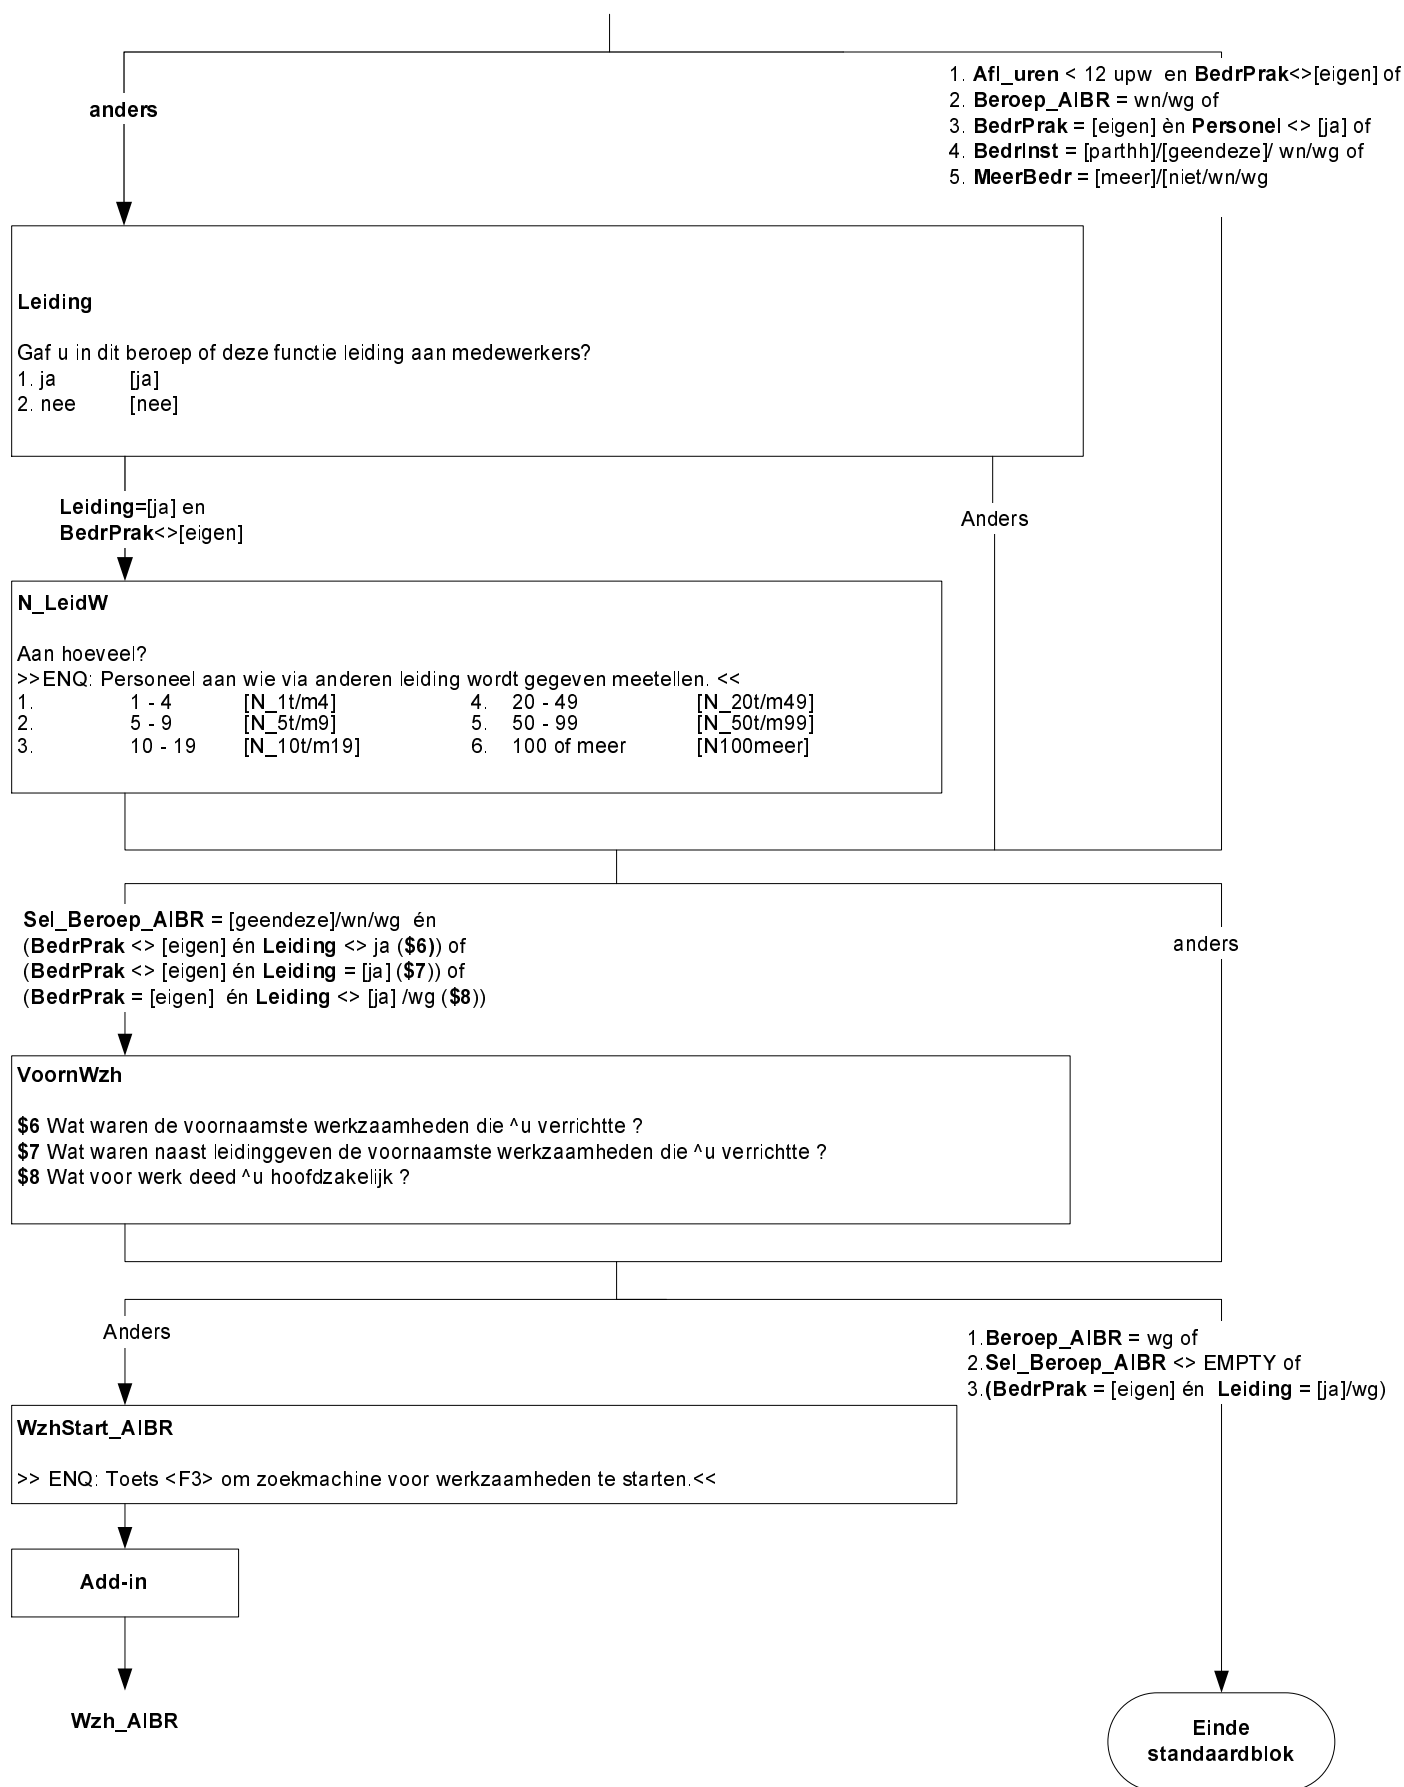 anders
1. Afl_uren < 12 upw en BedrPrak<>[eigen] of
2. Beroep_AIBR = wn/wg of
3. BedrPrak = [eigen] èn Personel <> [ja] of
4. BedrInst = [parthh]/[geendeze]/ wn/wg of
5. MeerBedr = [meer]/[niet/wn/wg
Leiding
Gaf u in dit beroep of deze functie leiding aan medewerkers?
1. ja [ja]
2. nee [nee]
Leiding=[ja] en
BedrPrak<>[eigen]
Anders
N_LeidW
Aan hoeveel?
>>ENQ: Personeel aan wie via anderen leiding wordt gegeven meetellen. <<
1. 1 - 4 [N_1t/m4] 4. 20 - 49 [N_20t/m49]
2. 5 - 9 [N_5t/m9] 5. 50 - 99 [N_50t/m99]
3. 10 - 19 [N_10t/m19] 6. 100 of meer [N100meer]
Sel_Beroep_AIBR = [geendeze]/wn/wg én
(BedrPrak <> [eigen] én Leiding <> ja ($6)) of
(BedrPrak <> [eigen] én Leiding = [ja] ($7)) of
(BedrPrak = [eigen] én Leiding <> [ja] /wg ($8))
anders
VoornWzh
$6 Wat waren de voornaamste werkzaamheden die ^u verrichtte ?
$7 Wat waren naast leidinggeven de voornaamste werkzaamheden die ^u verrichtte ?
$8 Wat voor werk deed ^u hoofdzakelijk ?
Anders
1.Beroep_AIBR = wg of
2.Sel_Beroep_AIBR <> EMPTY of
3.(BedrPrak = [eigen] én Leiding = [ja]/wg)
WzhStart_AIBR
>> ENQ: Toets <F3> om zoekmachine voor werkzaamheden te starten.<<
Add-in
Wzh_AIBR
Einde
standaardblok